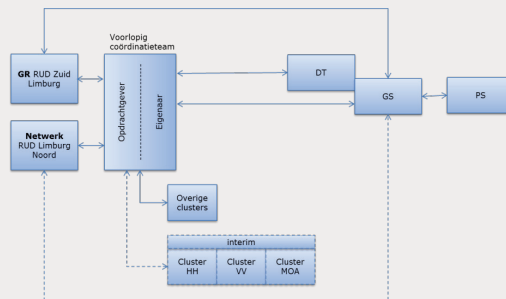 Voorlopig
coördinatieteam
GR RUD Zuid
Limburg
Netwerk
RUD Limburg
Noord
Opdrachtgever
Eigenaar
DT
GS
PS
Overige
clusters
interim
Cluster
HH
Cluster
VV
Cluster
MOA